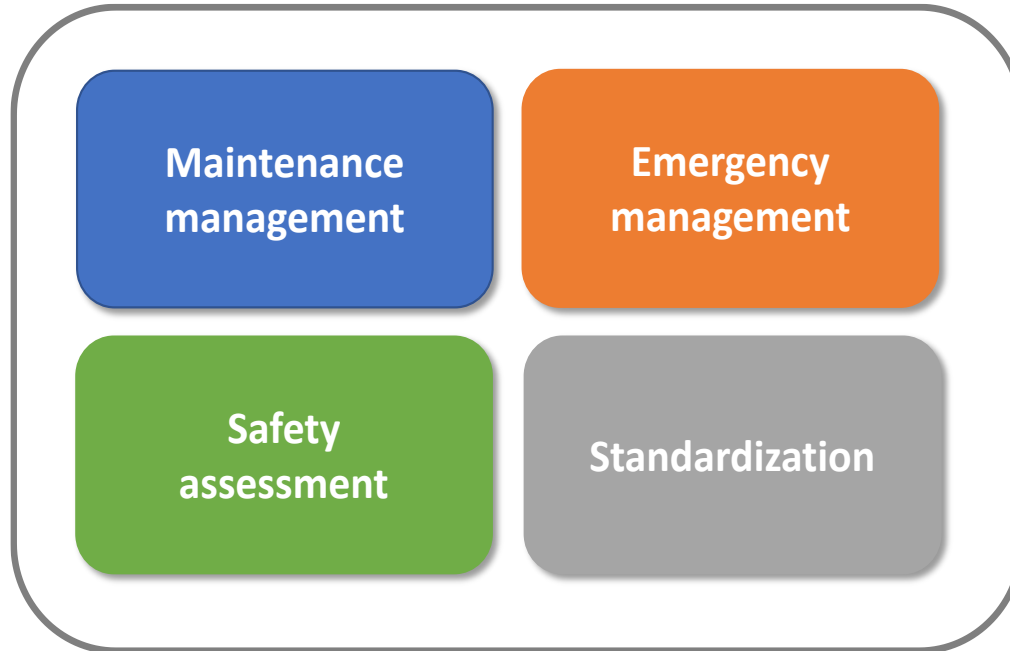 Maintenance
management
Emergency
management
Safety
assessment
Standardization